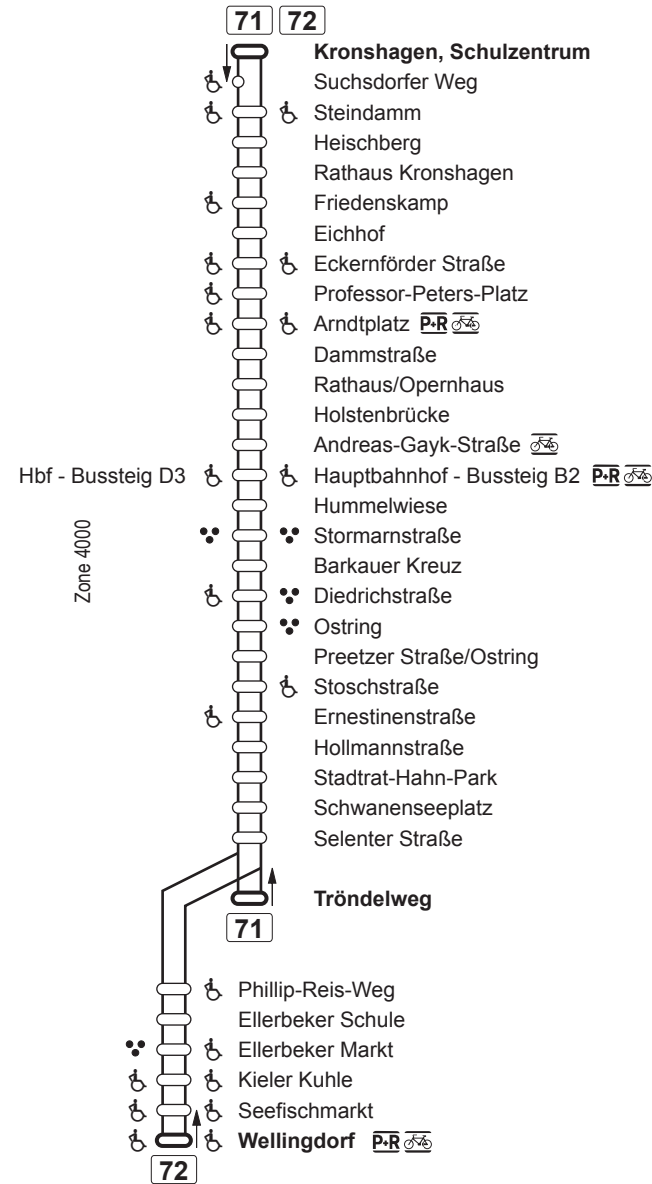 71 72
Kronshagen, Schulzentrum
Suchsdorfer Weg
Steindamm
Heischberg
Rathaus Kronshagen
Friedenskamp
Eichhof
Eckernförder Straße
Professor-Peters-Platz
Arndtplatz P+R
Dammstraße
Rathaus/Opernhaus
Holstenbrücke
Andreas-Gayk-Straße
Hbf - Bussteig D3 Hauptbahnhof - Bussteig B2 P+R
Hummelwiese
Stormarnstraße
Zone 4000
Barkauer Kreuz
Diedrichstraße
Ostring
Preetzer Straße/Ostring
Stoschstraße
Ernestinenstraße
Hollmannstraße
Stadtrat-Hahn-Park
Schwanenseeplatz
Selenter Straße
Tröndelweg
71
Phillip-Reis-Weg
Ellerbeker Schule
Ellerbeker Markt
Kieler Kuhle
Seefischmarkt
Wellingdorf P+R
72